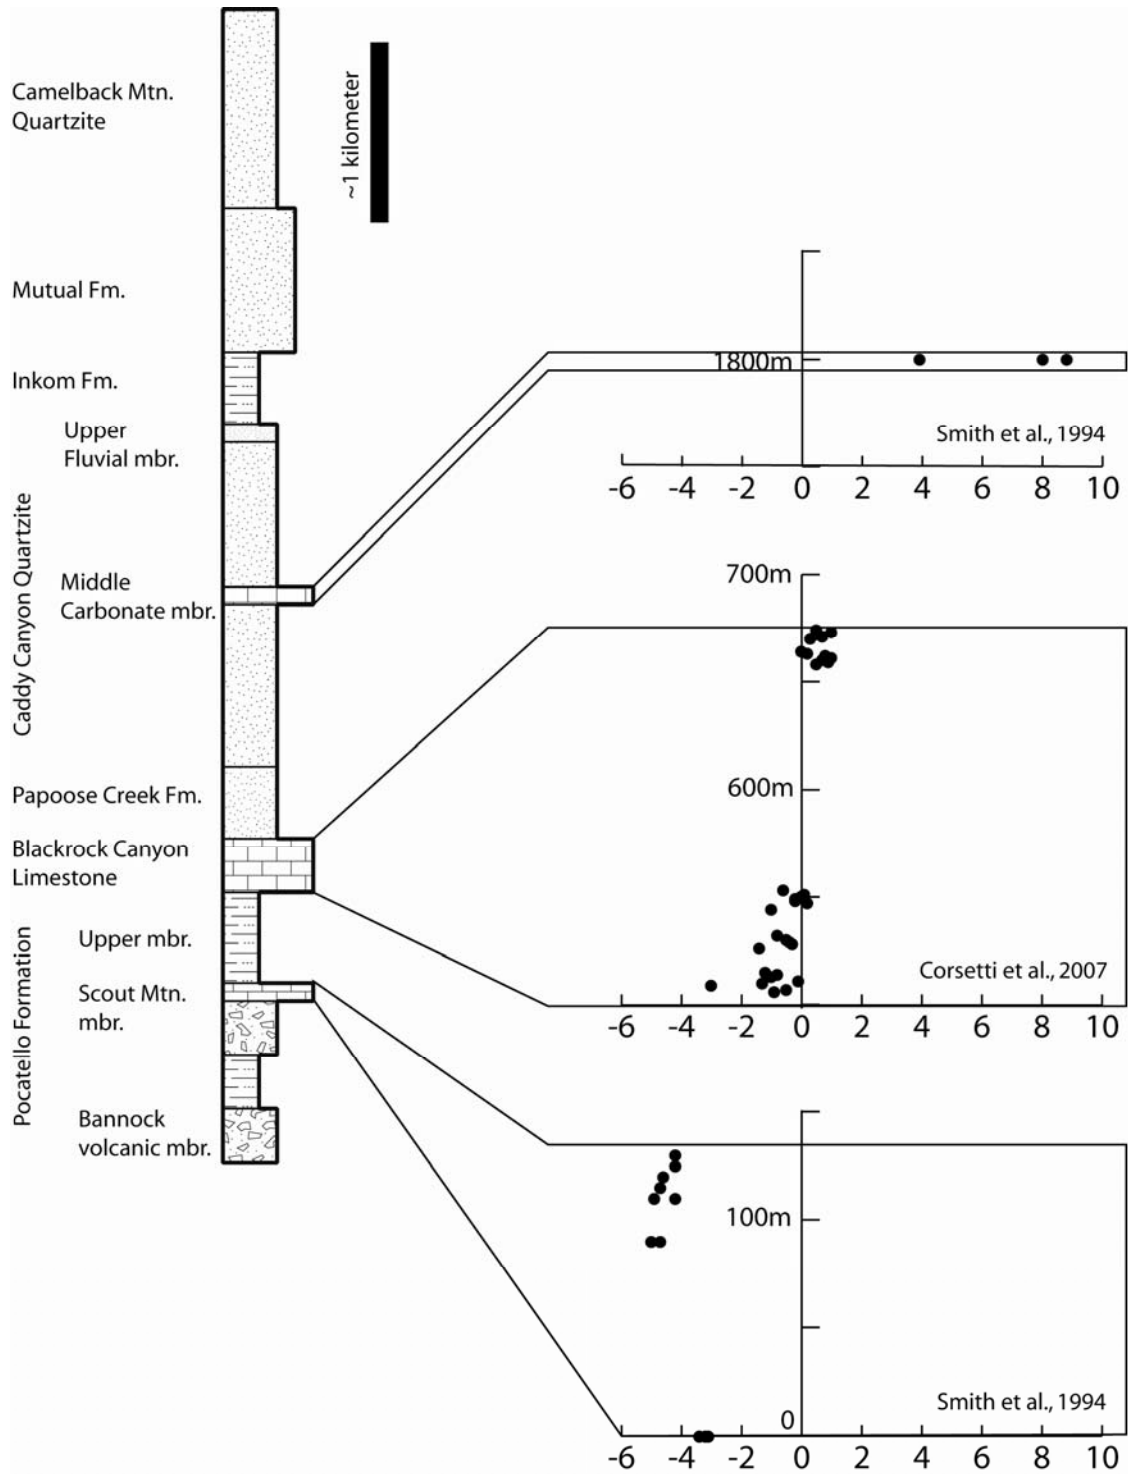 Camelback Mtn.
Quartzite
~1 kilometer
Mutual Fm.
Inkom Fm.
Upper
Fluvial mbr.
Caddy Canyon Quartzite
Middle
Carbonate mbr.
Papoose Creek Fm.
Blackrock Canyon
Limestone
Pocatello Formation
Upper mbr.
Scout Mtn.
mbr.
Bannock
volcanic mbr.
1800m
Smith et al., 1994
-6 -4 -2 0 2 4 6 8 10
700m
600m
Corsetti et al., 2007
-6 -4 -2 0 2 4 6 8 10
100m
Smith et al., 1994
0
-6 -4 -2 0 2 4 6 8 10